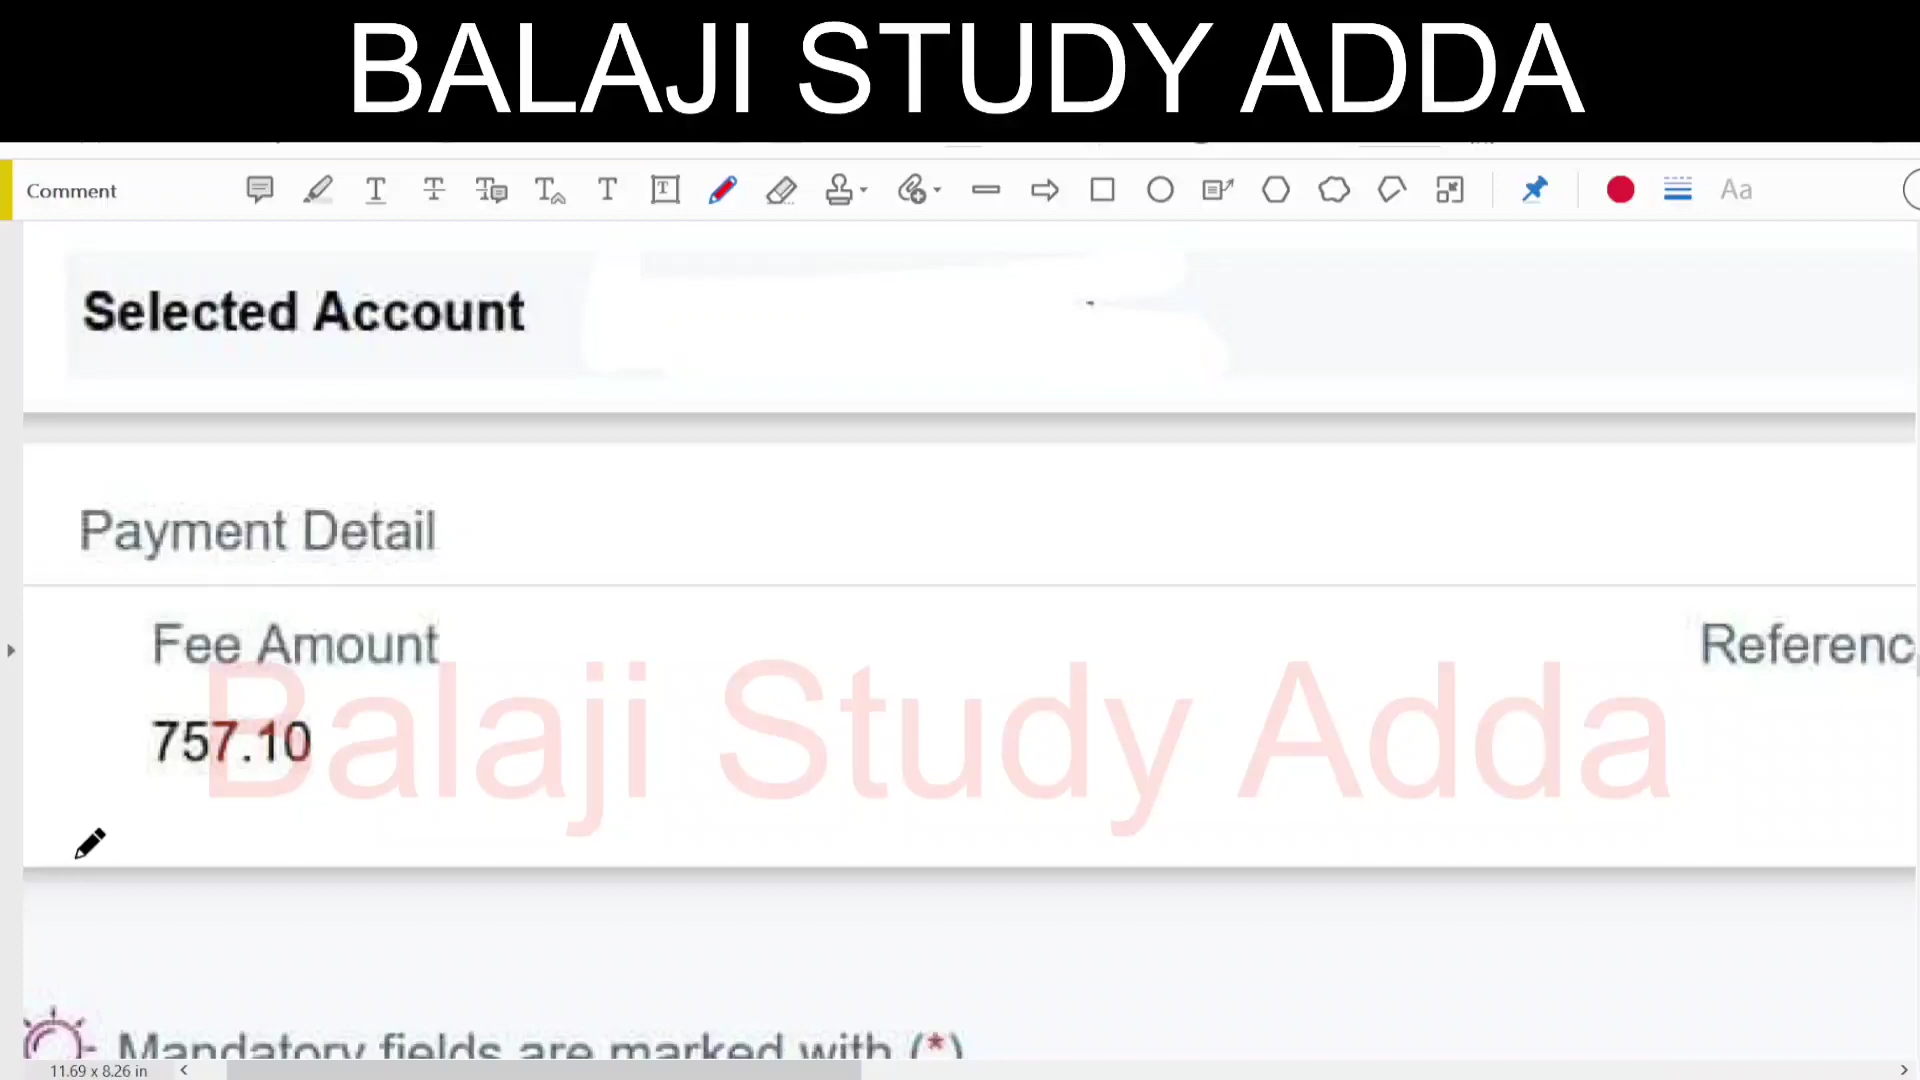 BALAJI STUDY ADDA
Comment
Aa
Selected Account
Payment Detail
Fee Amount
Referenc
Balaji Study Adda
757.10
Mandatory fields are marked with (*)
11.69 x 8.26 in